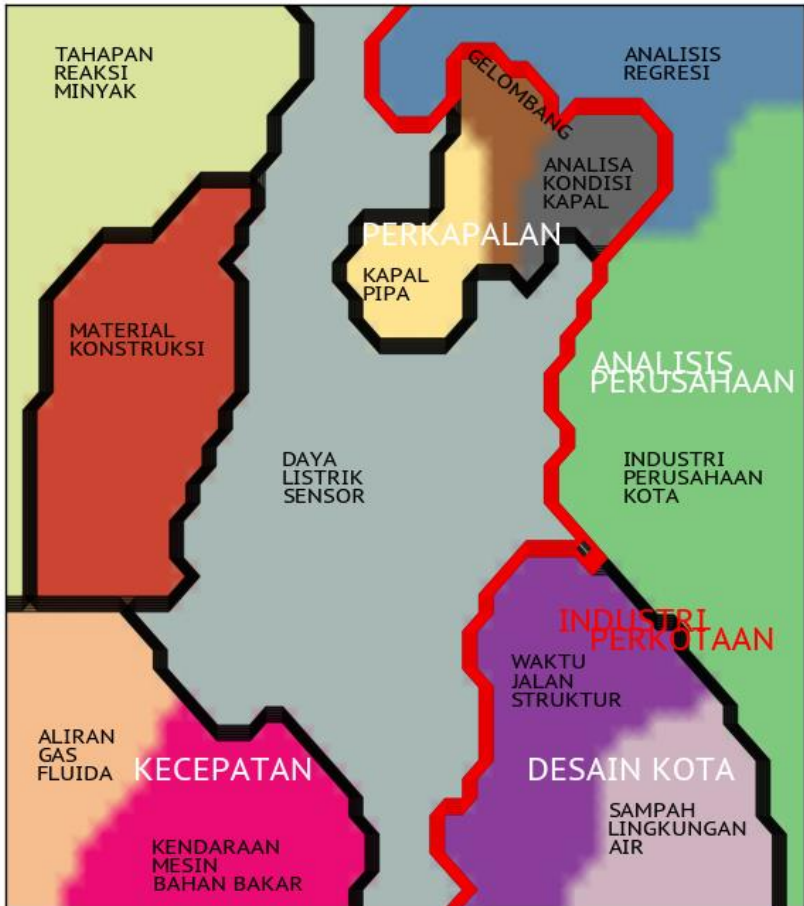 TAHAPAN
REAKSI
MINYAK
ANALISIS
REGRESI
GELOMBANG
ANALISA
KONDISI
KAPAL
PERKAPALAN
KAPAL
PIPA
MATERIAL
KONSTRUKSI
ANALISIS
PERUSAHAAN
DAYA
LISTRIK
SENSOR
INDUSTRI
PERUSAHAAN
KOTA
INDUSTRI
PERKOTAAN
WAKTU
JALAN
STRUKTUR
ALIRAN
GAS
FLUIDA
KECEPATAN
DESAIN KOTA
SAMPAH
LINGKUNGAN
AIR
KENDARAAN
MESIN
BAHAN BAKAR